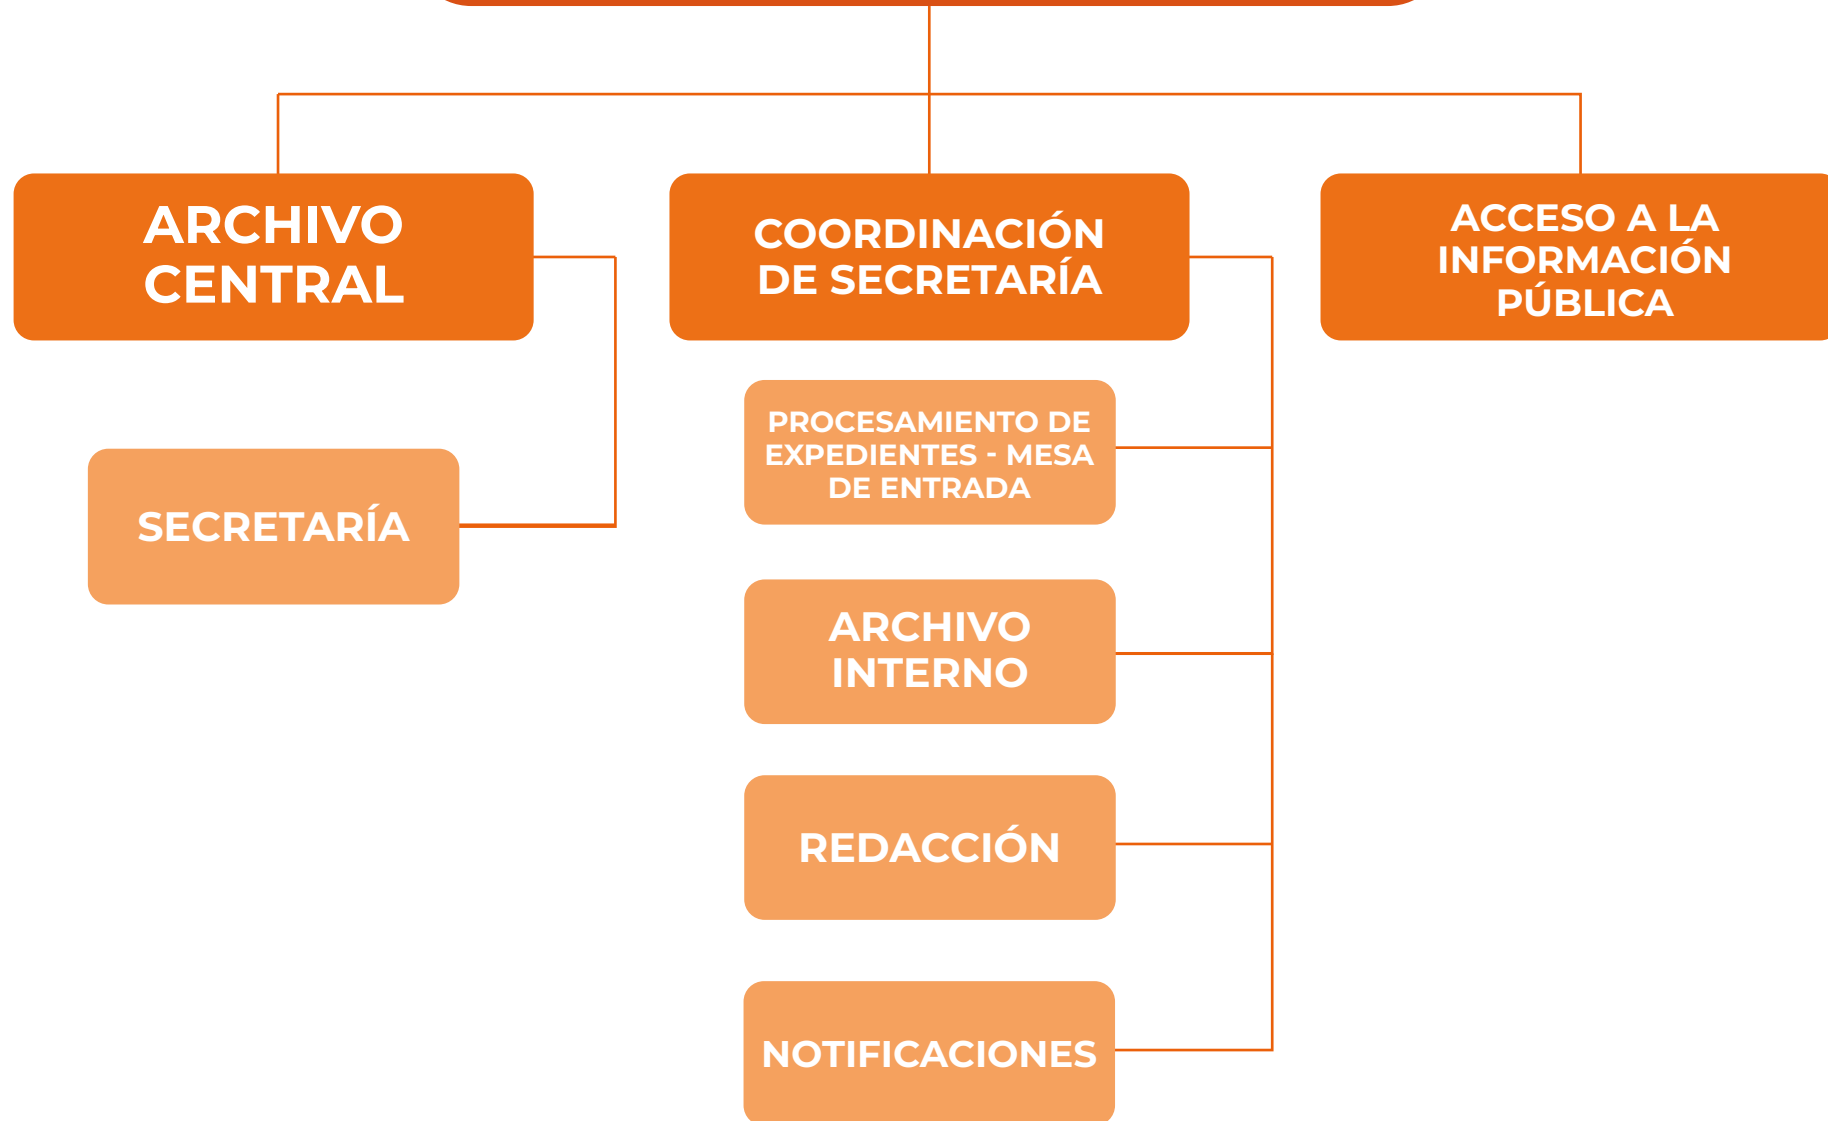 ARCHIVO
CENTRAL
COORDINACIÓN
DE SECRETARÍA
ACCESO A LA
INFORMACIÓN
PÚBLICA
SECRETARÍA
PROCESAMIENTO DE
EXPEDIENTES - MESA
DE ENTRADA
ARCHIVO
INTERNO
REDACCIÓN
NOTIFICACIONES